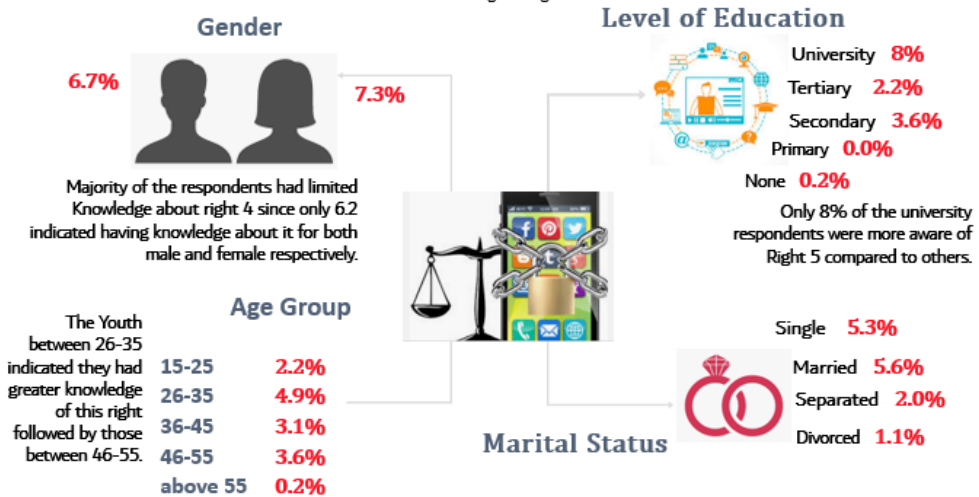 Gender
6.7%
7.3%
Majority of the respondents had limited
Knowledge about right 4 since only 6.2
indicated having knowledge about it for both
male and female respectively.
Level of Education
University 8%
Tertiary 2.2%
Secondary 3.6%
Primary 0.0%
None 0.2%
Only 8% of the university
respondents were more aware of
Right 5 compared to others.
Age Group
The Youth
between 26-35
indicated they had
greater knowledge
of this right
followed by those
between 46-55.
15-25 2.2%
26-35 4.9%
36-45 3.1%
46-55 3.6%
above 55 0.2%
Marital Status
Single 5.3%
Married 5.6%
Separated 2.0%
Divorced 1.1%